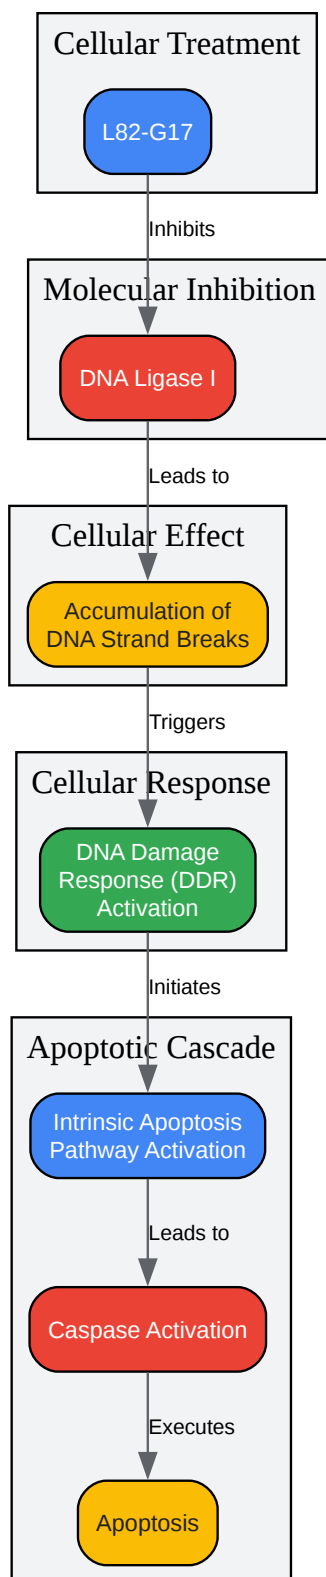 Cellular Treatment
L82-G17
Inhibits
Molecular Inhibition
DNA Ligase I
Leads to
Cellular Effect
Accumulation of
DNA Strand Breaks
Triggers
Cellular Response
DNA Damage
Response (DDR)
Activation
Initiates
Apoptotic Cascade
Intrinsic Apoptosis
Pathway Activation
Leads to
Caspase Activation
Executes
Apoptosis